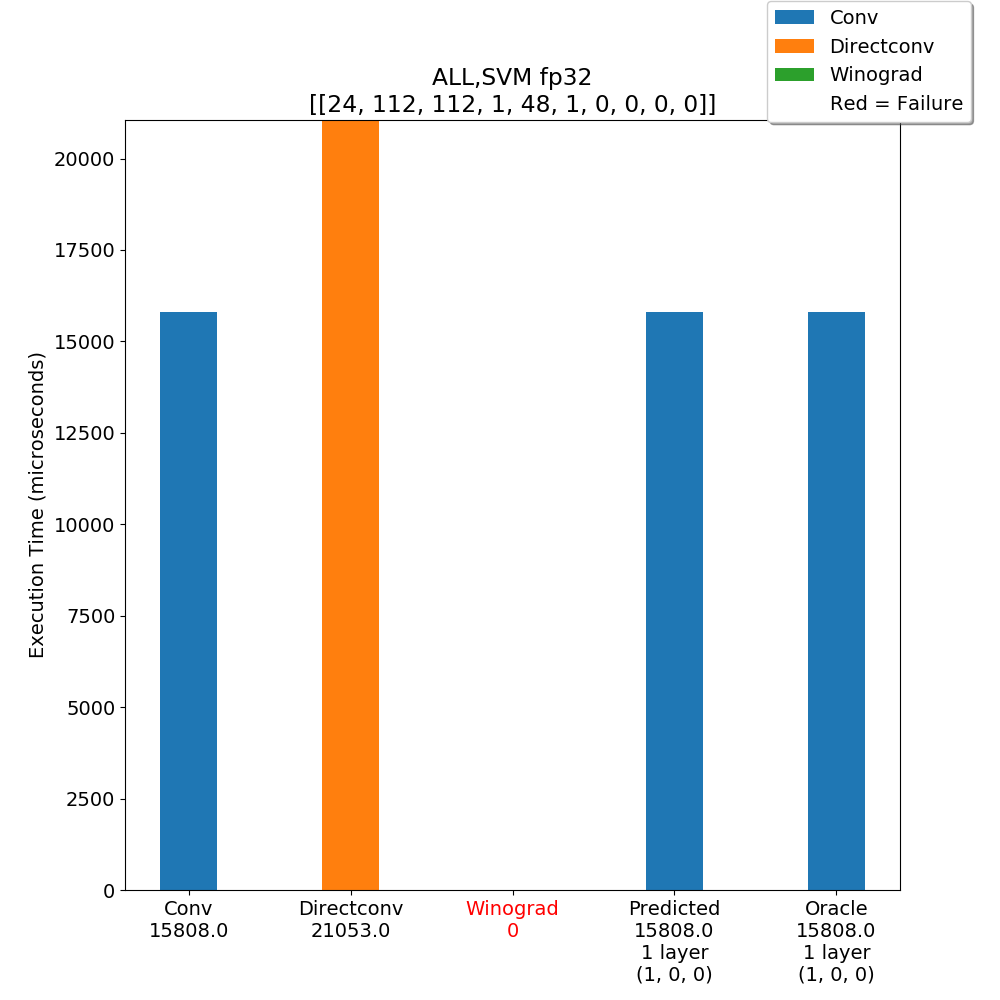 Conv
Directconv
Winograd
Red = Failure
ALL,SVM fp32
[[24, 112, 112, 1, 48, 1, 0, 0, 0, 0]]
Execution Time (microseconds)
20000
17500
15000
12500
10000
7500
5000
2500
0
Conv
15808.0
Directconv
21053.0
Winograd
0
Predicted
15808.0
1 layer
(1, 0, 0)
Oracle
15808.0
1 layer
(1, 0, 0)